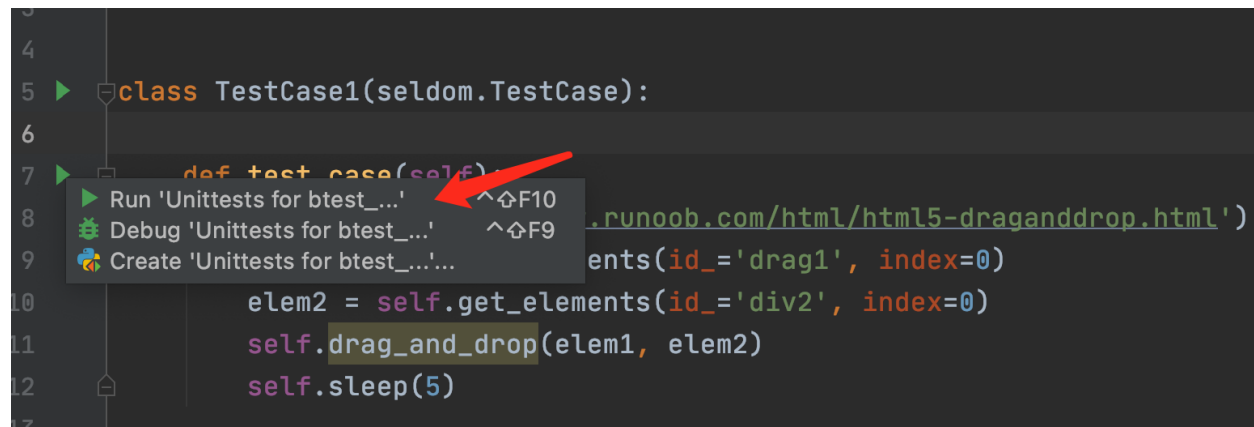 4
5 class TestCase1(seldom.TestCase):
6
7 def test_case(self):
Run 'Unittests for btest_...' ^⇧F10
8 .runoob.com/html/html5-draganddrop.html')
Debug 'Unittests for btest_...' ^⇧F9
9 ents(id_='drag1', index=0)
Create 'Unittests for btest_...'...
10 elem2 = self.get_elements(id_='div2', index=0)
11 self.drag_and_drop(elem1, elem2)
12 self.sleep(5)